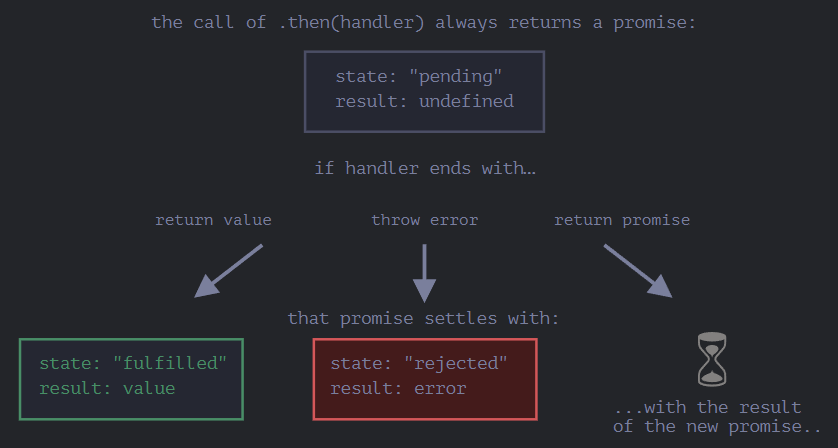 the call of .then(handler) always returns a promise:
state: "pending"
result: undefined
if handler ends with…
return value
throw error
return promise
that promise settles with:
state: "fulfilled"
result: value
state: "rejected"
result: error
...with the result
of the new promise..